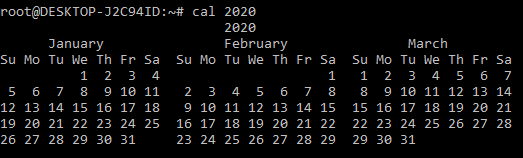 root@DESKTOP-J2C94ID:~# cal 2020
                            2020
      January               February               March
Su Mo Tu We Th Fr Sa  Su Mo Tu We Th Fr Sa  Su Mo Tu We Th Fr Sa
          1  2  3  4                     1   1  2  3  4  5  6  7
 5  6  7  8  9 10 11   2  3  4  5  6  7  8   8  9 10 11 12 13 14
12 13 14 15 16 17 18   9 10 11 12 13 14 15  15 16 17 18 19 20 21
19 20 21 22 23 24 25  16 17 18 19 20 21 22  22 23 24 25 26 27 28
26 27 28 29 30 31     23 24 25 26 27 28 29  29 30 31